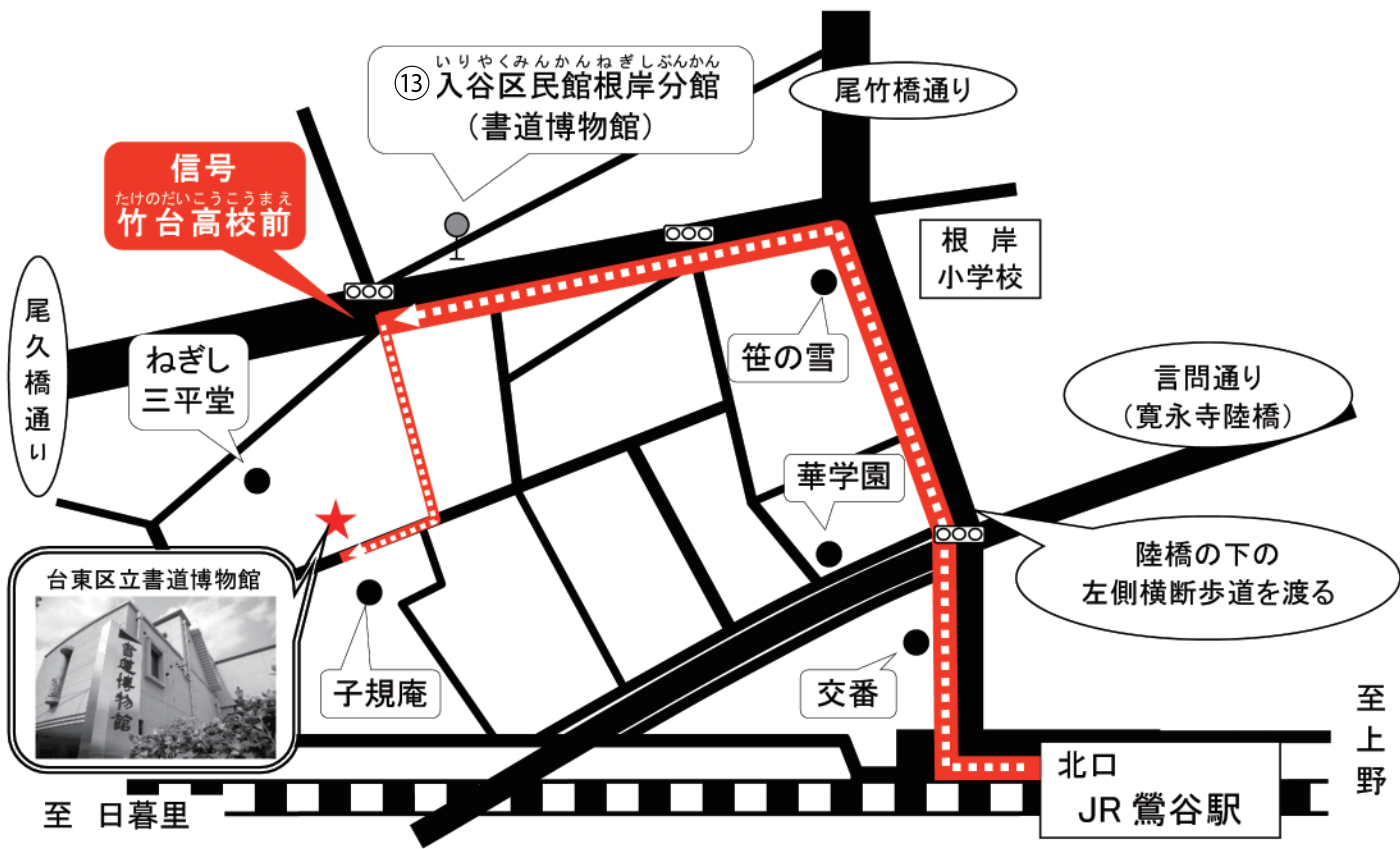 いりやくみんかんねぎしぶんかん
⑬入谷区民館根岸分館
（書道博物館）
尾竹橋通り
信号
たけのだいこうこうまえ
竹台高校前
根岸
小学校
尾久橋通り
ねぎし
三平堂
笹の雪
言問通り
（寛永寺陸橋）
華学園
陸橋の下の
左側横断歩道を渡る
台東区立書道博物館
書道博物館
子規庵
交番
至上野
北口
JR 鶯谷駅
至 日暮里